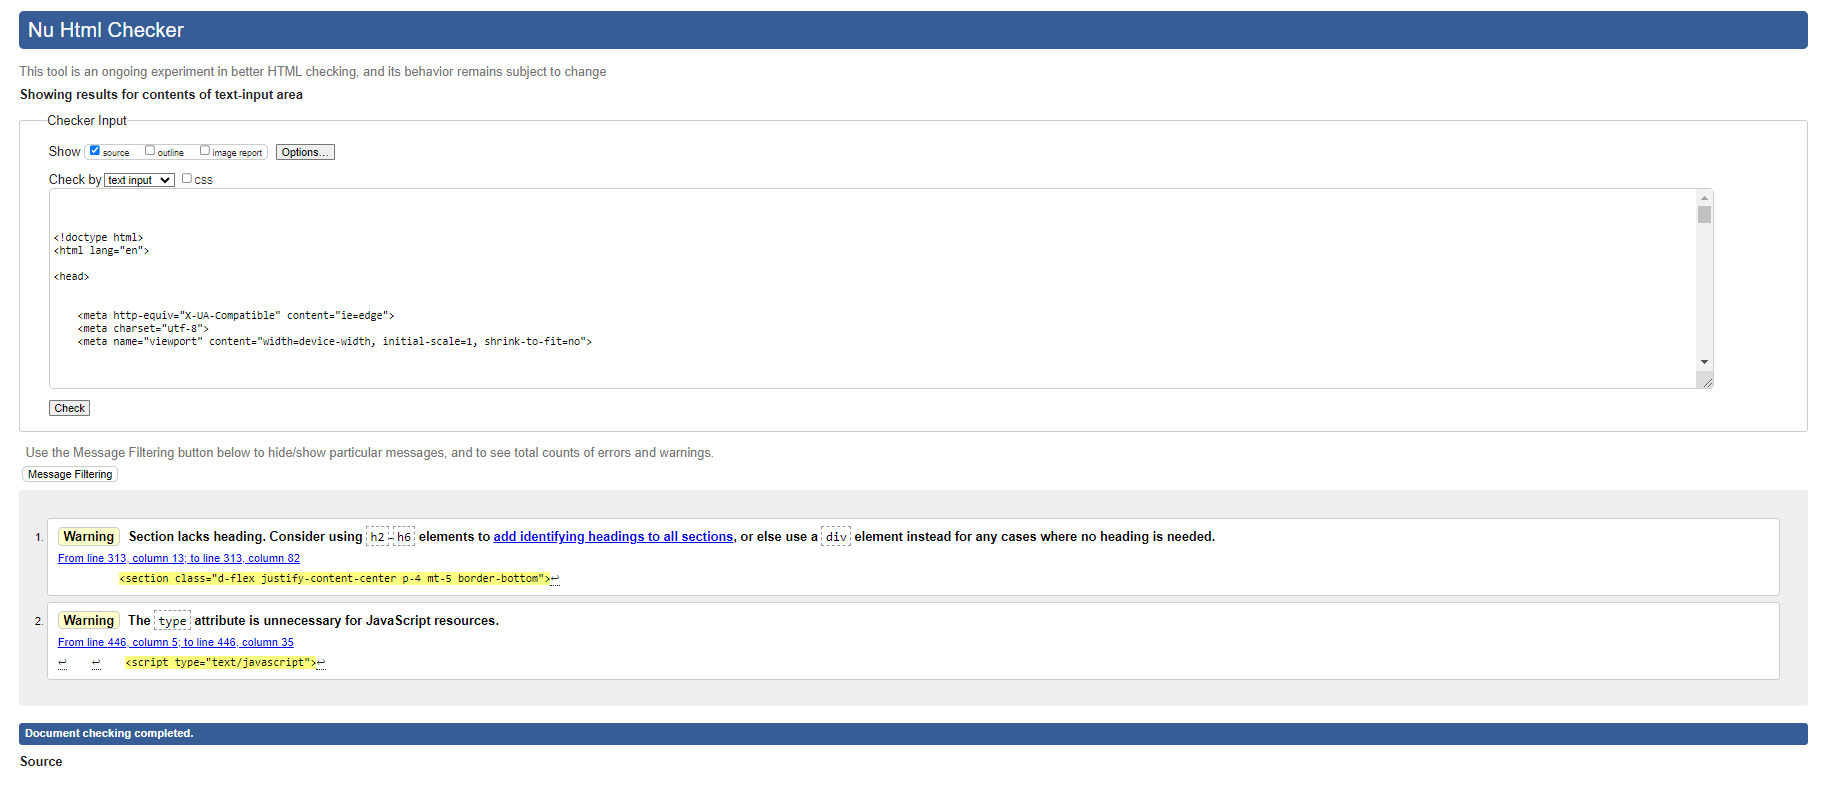 Nu Html Checker
This tool is an ongoing experiment in better HTML checking, and its behavior remains subject to change
Showing results for contents of text-input area
Checker Input
Show source outline image report Options...
Check by text input css
<!doctype html>
<html lang="en">
<head>
<meta http-equiv="X-UA-Compatible" content="ie=edge">
<meta charset="utf-8">
<meta name="viewport" content="width=device-width, initial-scale=1, shrink-to-fit=no">
Check
Use the Message Filtering button below to hide/show particular messages, and to see total counts of errors and warnings.
Message Filtering
1. Warning Section lacks heading. Consider using h2-h6 elements to add identifying headings to all sections, or else use a div element instead for any cases where no heading is needed.
From line 313, column 13; to line 313, column 82
<section class="d-flex justify-content-center p-4 mt-5 border-bottom">↩
2. Warning The type attribute is unnecessary for JavaScript resources.
From line 446, column 5; to line 446, column 35
↩ ↩ <script type="text/javascript">↩
Document checking completed.
Source